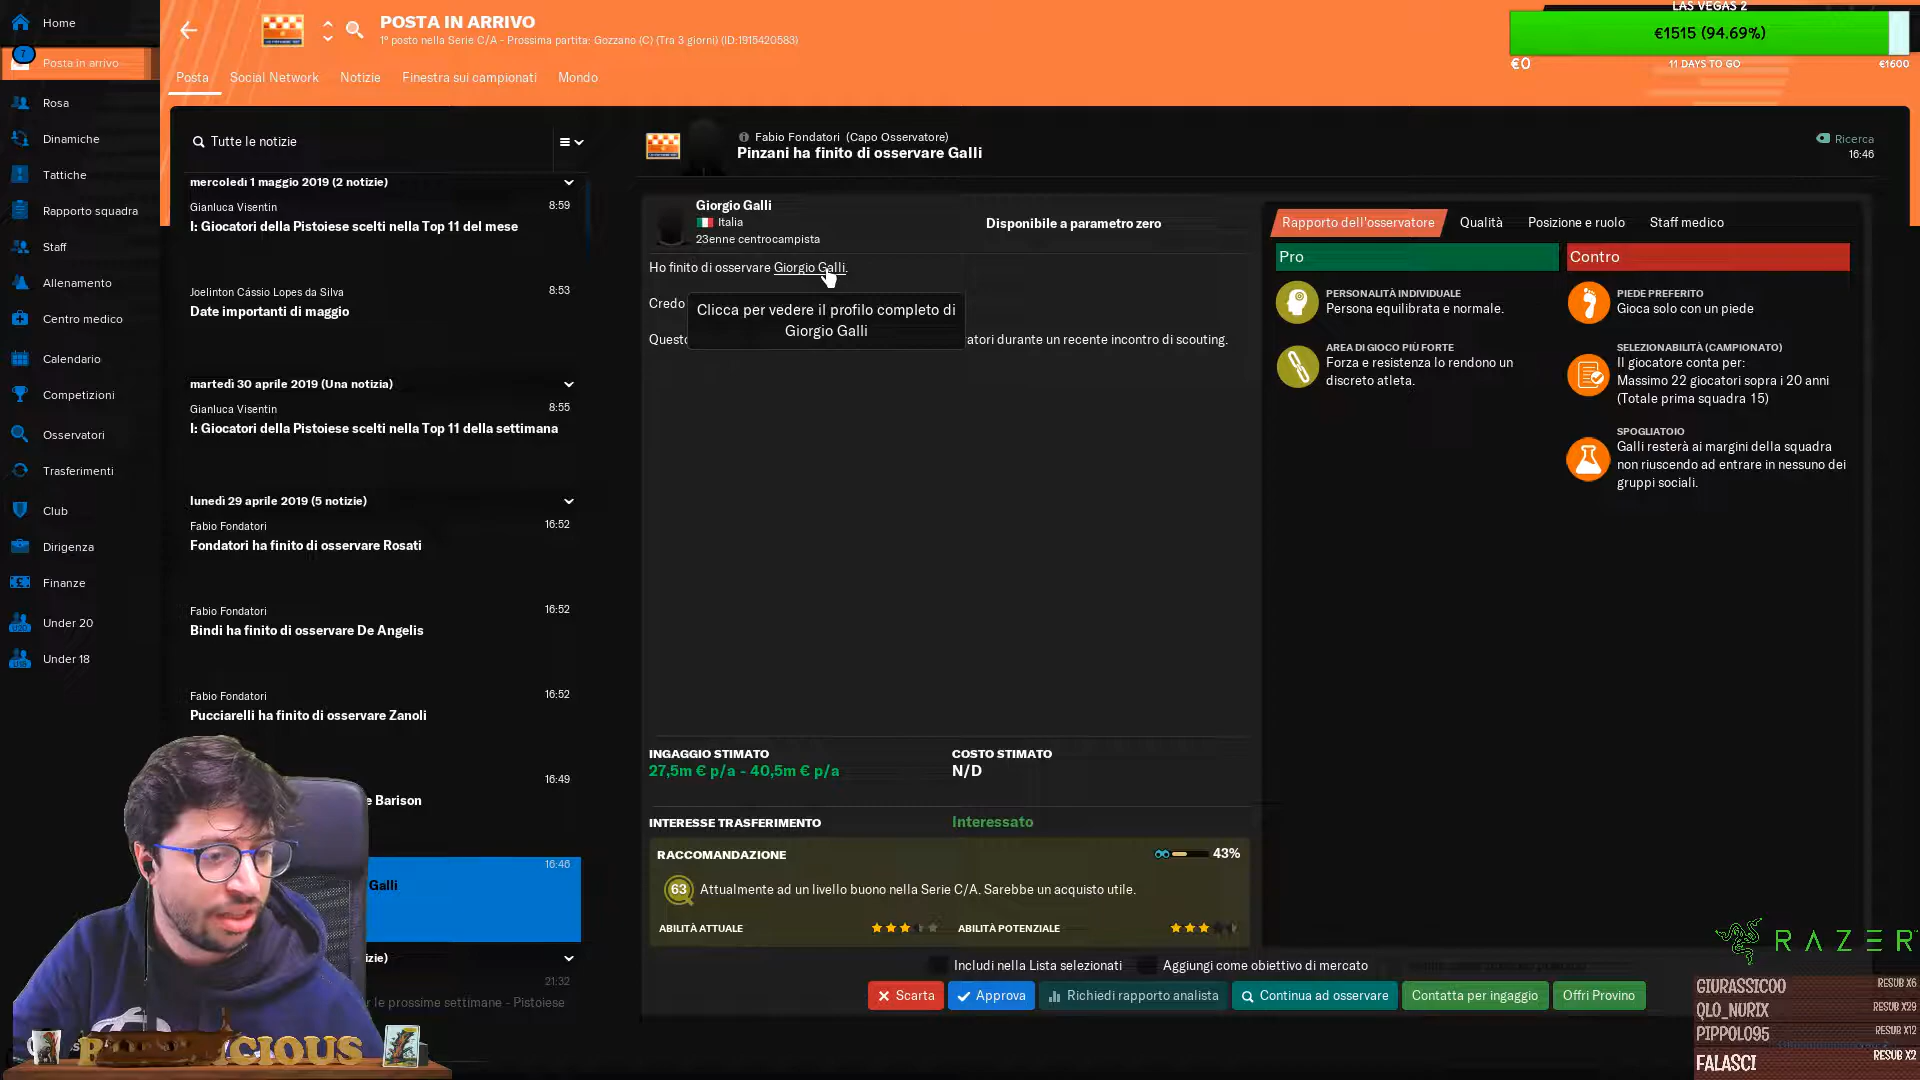 Home
7
Posta in arrivo
Rosa
Dinamiche
Tattiche
Rapporto squadra
Staff
Allenamento
Centro medico
Calendario
Competizioni
Osservatori
Trasferimenti
Club
Dirigenza
Finanze
Under 20
Under 18
POSTA IN ARRIVO
1° posto nella Serie C/A - Prossima partita: Gozzano (C) (Tra 3 giorni) (ID:1915420583)
Posta
Social Network
Notizie
Finestra sui campionati
Mondo
LAS VEGAS 2
€1515 (94.69%)
€0
11 DAYS TO GO
€1600
Tutte le notizie
mercoledì 1 maggio 2019 (2 notizie)
Gianluca Visentin
8:59
I: Giocatori della Pistoiese scelti nella Top 11 del mese
Joelinton Cássio Lopes da Silva
8:53
Date importanti di maggio
martedì 30 aprile 2019 (Una notizia)
Gianluca Visentin
8:55
I: Giocatori della Pistoiese scelti nella Top 11 della settimana
lunedì 29 aprile 2019 (5 notizie)
Fabio Fondatori
16:52
Fondatori ha finito di osservare Rosati
Fabio Fondatori
16:52
Bindi ha finito di osservare De Angelis
Fabio Fondatori
16:52
Pucciarelli ha finito di osservare Zanoli
16:49
e Barison
16:46
Galli
izie)
21:32
r le prossime settimane - Pistoiese
Fabio Fondatori (Capo Osservatore)
Pinzani ha finito di osservare Galli
Ricerca
16:46
Giorgio Galli
Italia
23enne centrocampista
Disponibile a parametro zero
Ho finito di osservare Giorgio Galli.
Credo
Clicca per vedere il profilo completo di
Giorgio Galli
Questo
atori durante un recente incontro di scouting.
INGAGGIO STIMATO
27,5m € p/a - 40,5m € p/a
COSTO STIMATO
N/D
INTERESSE TRASFERIMENTO
Interessato
RACCOMANDAZIONE
43%
63
Attualmente ad un livello buono nella Serie C/A. Sarebbe un acquisto utile.
ABILITÀ ATTUALE
ABILITÀ POTENZIALE
Includi nella Lista selezionati
Aggiungi come obiettivo di mercato
Scarta
Approva
Richiedi rapporto analista
Continua ad osservare
Contatta per ingaggio
Offri Provino
Rapporto dell'osservatore
Qualità
Posizione e ruolo
Staff medico
Pro
PERSONALITÀ INDIVIDUALE
Persona equilibrata e normale.
AREA DI GIOCO PIÙ FORTE
Forza e resistenza lo rendono un
discreto atleta.
Contro
PIEDE PREFERITO
Gioca solo con un piede
SELEZIONABILITÀ (CAMPIONATO)
Il giocatore conta per:
Massimo 22 giocatori sopra i 20 anni
(Totale prima squadra 15)
SPOGLIATOIO
Galli resterà ai margini della squadra
non riuscendo ad entrare in nessuno dei
gruppi sociali.
RAZER
GIURASSICOO
RESUB X6
QLO_NURIX
RESUB X29
PIPPOLO95
RESUB X12
FALASCI
RESUB X2
CIOUS